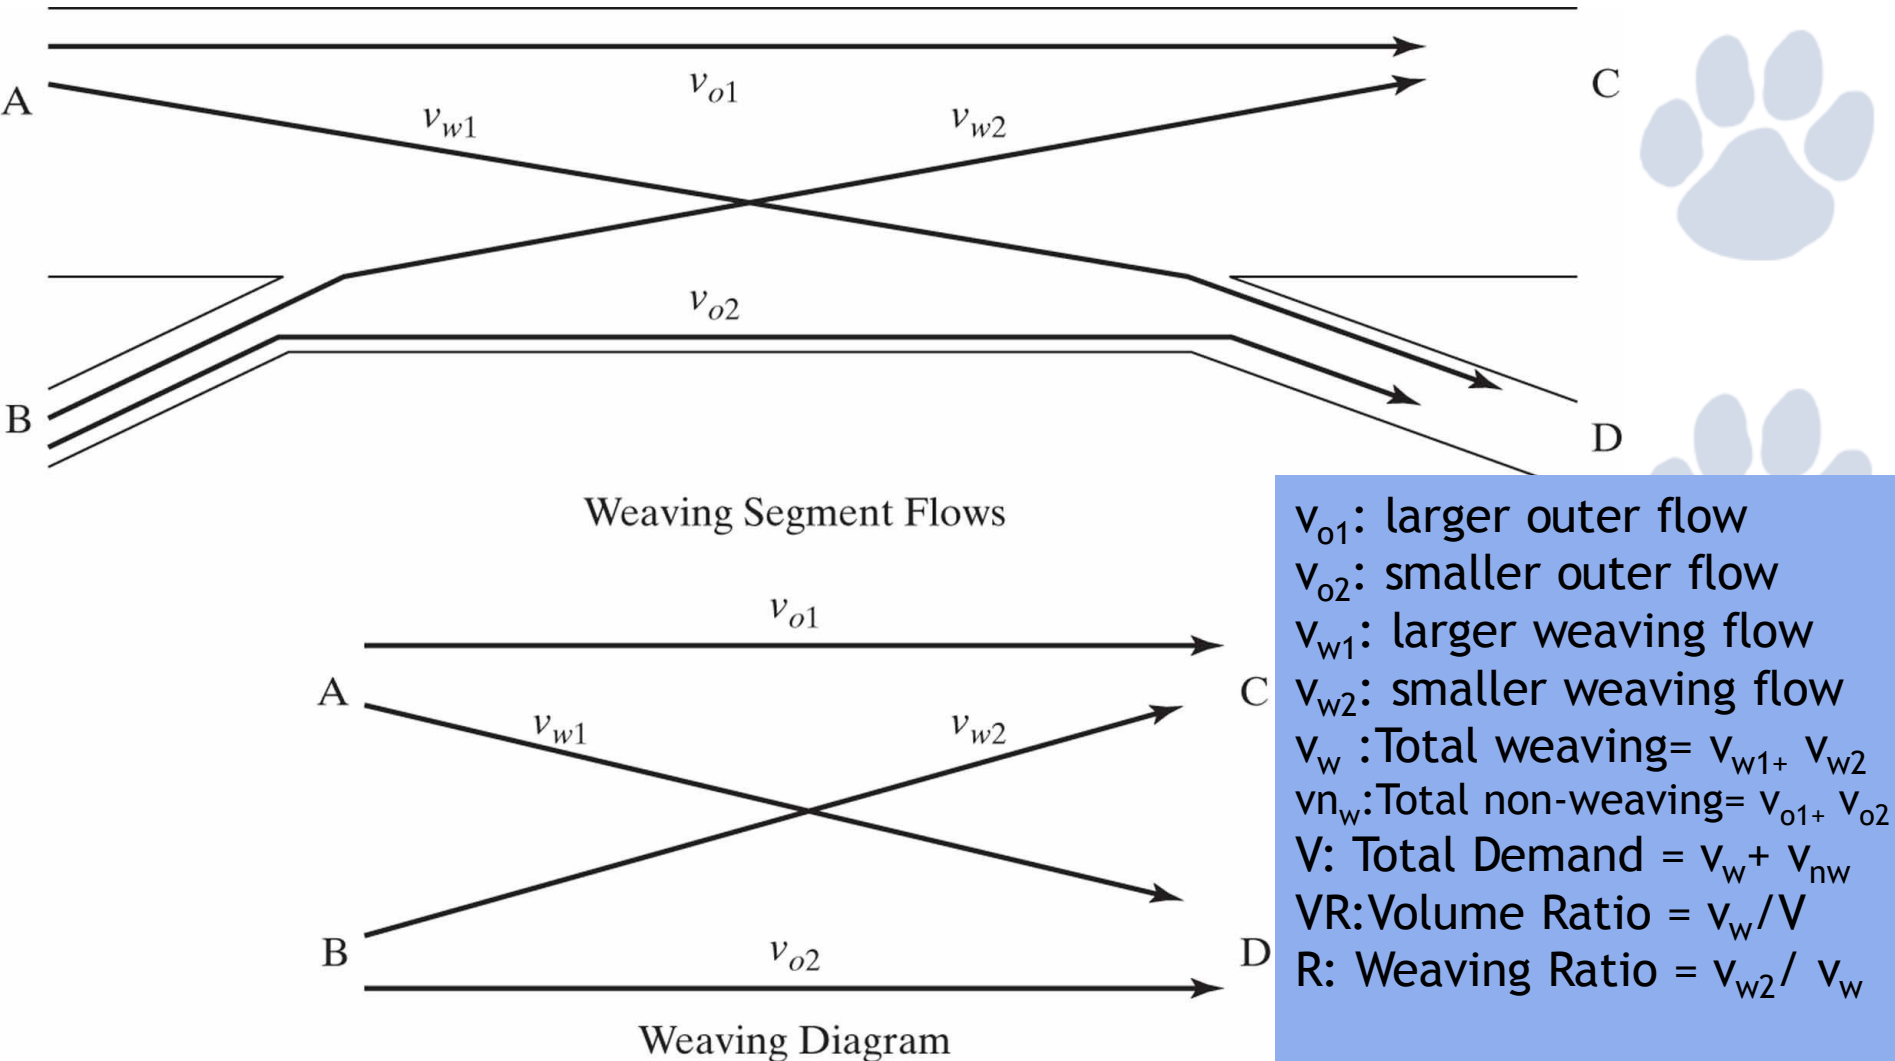 v_o1
C
A
v_w1
v_w2
v_o2
B
D
Weaving Segment Flows
v_o1
A
C
v_w1
v_w2
B
v_o2
D
Weaving Diagram
v_o1: larger outer flow
v_o2: smaller outer flow
v_w1: larger weaving flow
v_w2: smaller weaving flow
v_w :Total weaving= v_w1+ v_w2
vn_w:Total non-weaving= v_o1+ v_o2
V: Total Demand = v_w+ v_nw
VR:Volume Ratio = v_w/V
R: Weaving Ratio = v_w2/ v_w